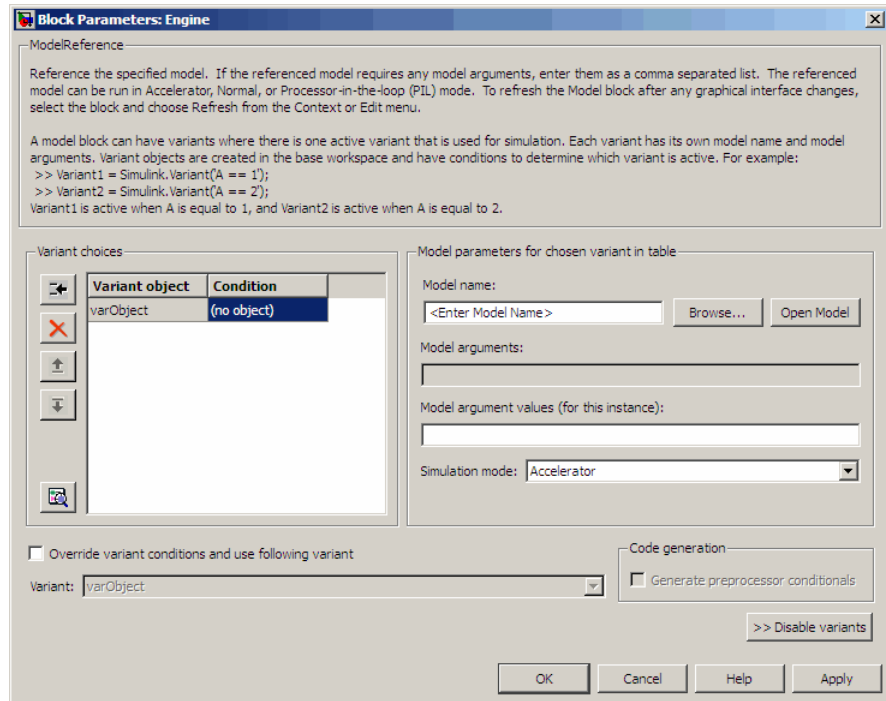 Block Parameters: Engine
ModelReference
Reference the specified model. If the referenced model requires any model arguments, enter them as a comma separated list. The referenced
model can be run in Accelerator, Normal, or Processor-in-the-loop (PIL) mode. To refresh the Model block after any graphical interface changes,
select the block and choose Refresh from the Context or Edit menu.
A model block can have variants where there is one active variant that is used for simulation. Each variant has its own model name and model
arguments. Variant objects are created in the base workspace and have conditions to determine which variant is active. For example:
>> Variant1 = Simulink.Variant('A == 1');
>> Variant2 = Simulink.Variant('A == 2');
Variant1 is active when A is equal to 1, and Variant2 is active when A is equal to 2.
Variant choices
Variant object Condition
varObject (no object)
Model parameters for chosen variant in table
Model name:
<Enter Model Name> Browse... Open Model
Model arguments:
Model argument values (for this instance):
Simulation mode: Accelerator
Override variant conditions and use following variant
Variant: varObject
Code generation
Generate preprocessor conditionals
>> Disable variants
OK Cancel Help Apply